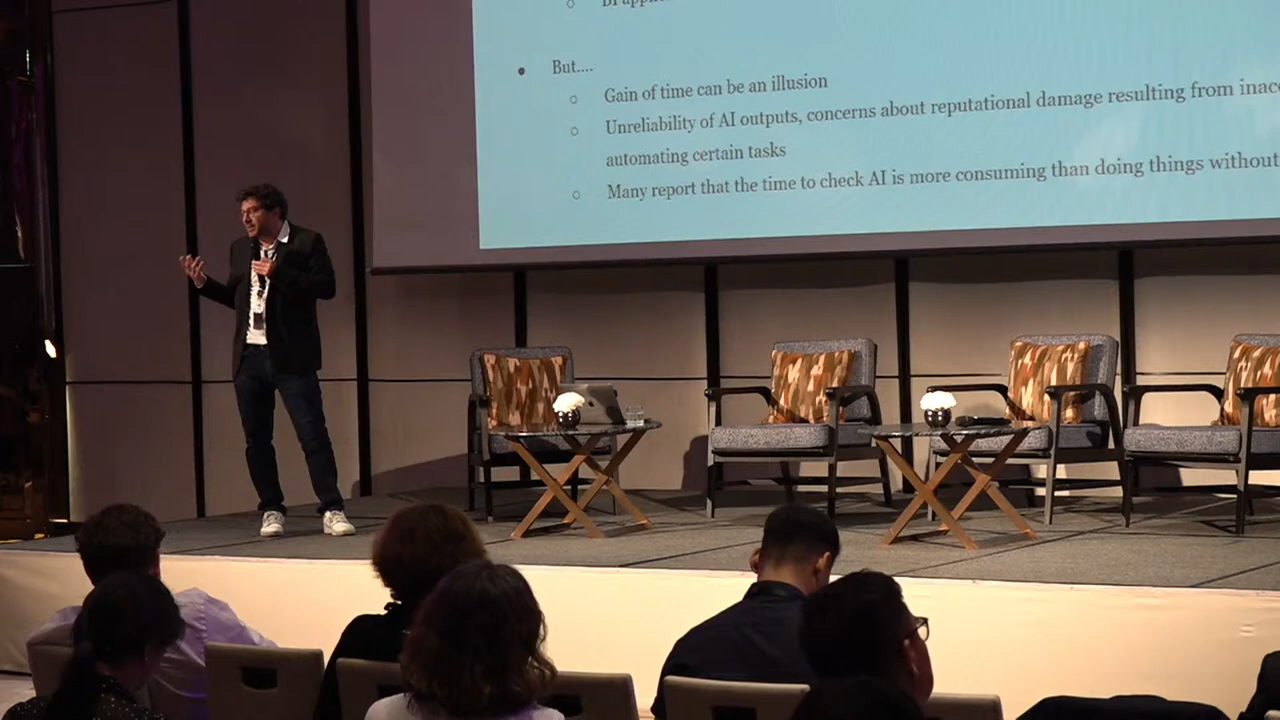 But....
Gain of time can be an illusion
Unreliability of AI outputs, concerns about reputational damage resulting from
automating certain tasks
Many report that the time to check AI is more consuming than doing things without